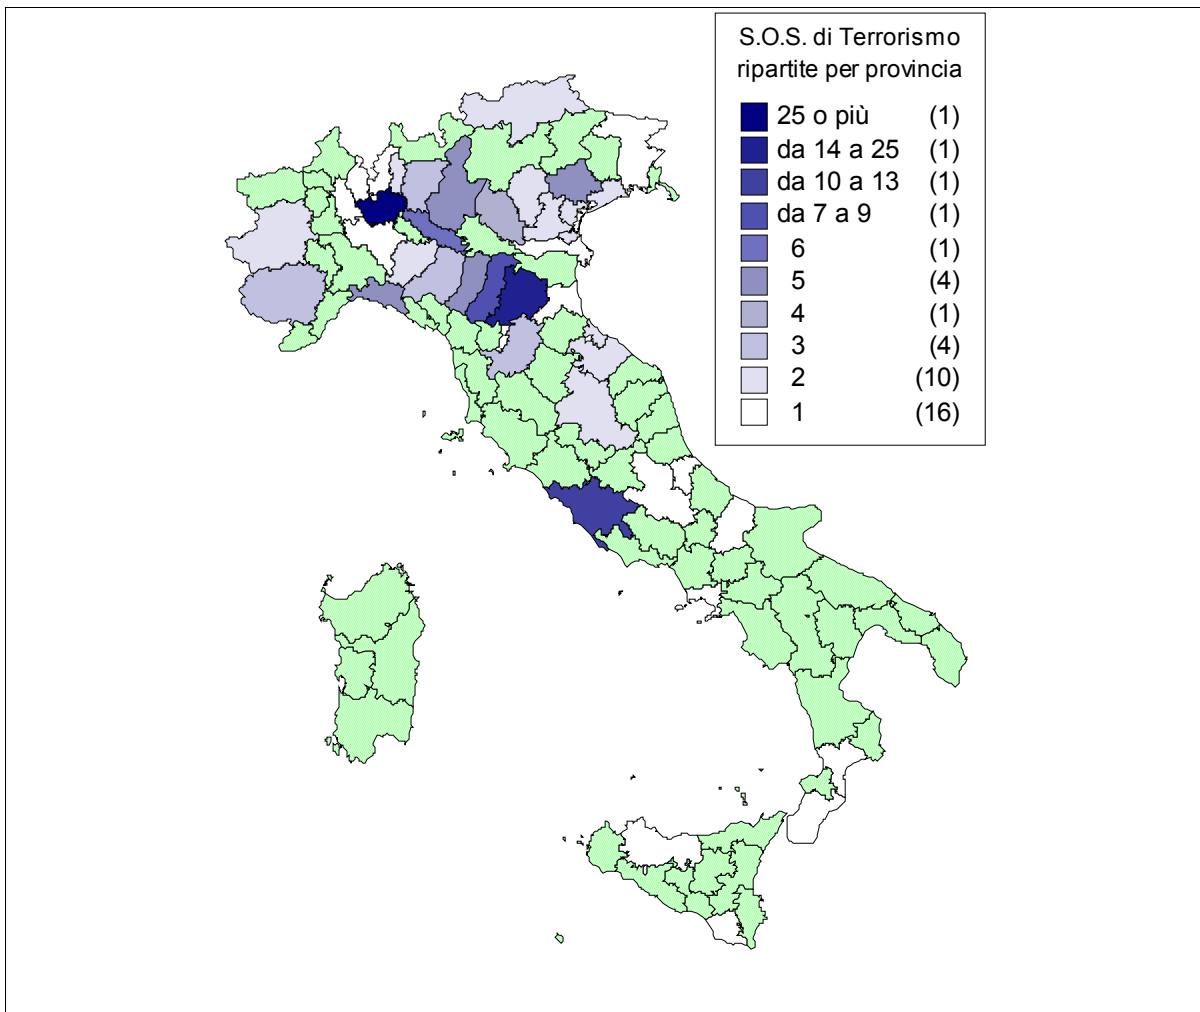 S.O.S. di Terrorismo
ripartite per provincia
25 o più (1)
da 14 a 25 (1)
da 10 a 13 (1)
da 7 a 9 (1)
6 (1)
5 (4)
4 (1)
3 (4)
2 (10)
1 (16)